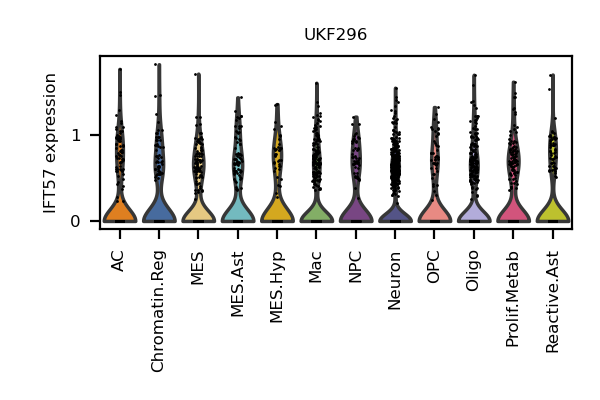 UKF296
IFT57 expression
1
0
AC
Chromatin.Reg
MES
MES.Ast
MES.Hyp
Mac
NPC
Neuron
OPC
Oligo
Prolif.Metab
Reactive.Ast